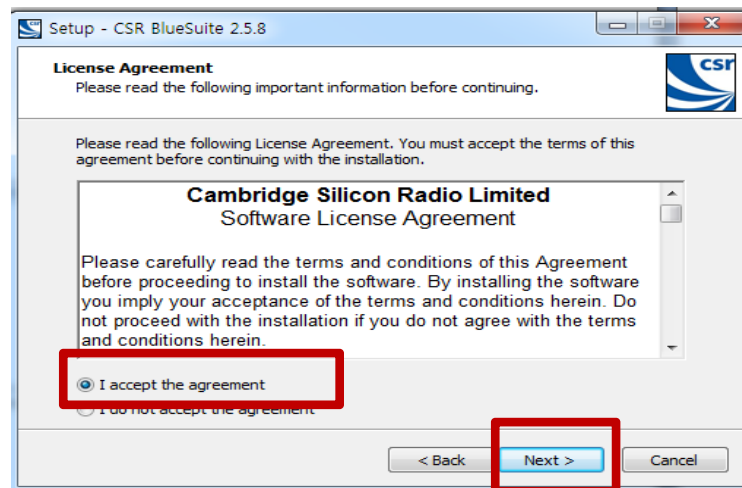 Setup - CSR BlueSuite 2.5.8
License Agreement
Please read the following important information before continuing.
csr
Please read the following License Agreement. You must accept the terms of this
agreement before continuing with the installation.
Cambridge Silicon Radio Limited
Software License Agreement
Please carefully read the terms and conditions of this Agreement
before proceeding to install the software. By installing the software
you imply your acceptance of the terms and conditions herein. Do
not proceed with the installation if you do not agree with the terms
and conditions herein.
I accept the agreement
I do not accept the agreement
< Back
Next >
Cancel